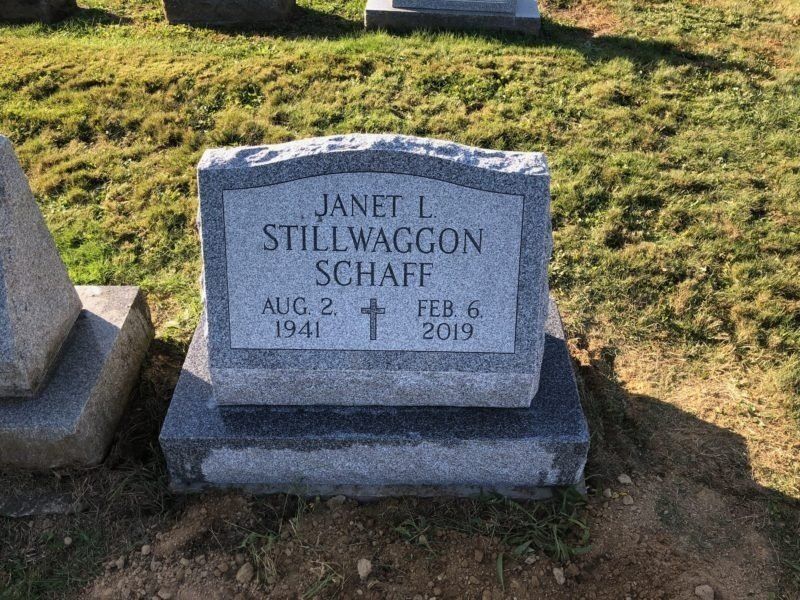 JANET L.
STILLWAGGON
SCHAFF
AUG. 2, FEB. 6,
1941 2019